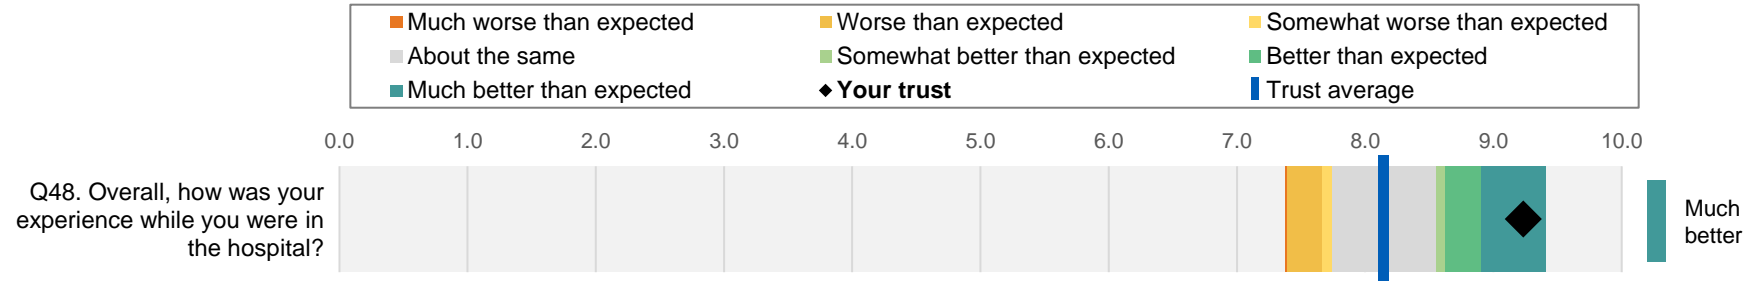 Much worse than expected Worse than expected Somewhat worse than expected
About the same Somewhat better than expected Better than expected
Much better than expected Your trust Trust average
0.0 1.0 2.0 3.0 4.0 5.0 6.0 7.0 8.0 9.0 10.0
Q48. Overall, how was your
experience while you were in
the hospital?
Much
better